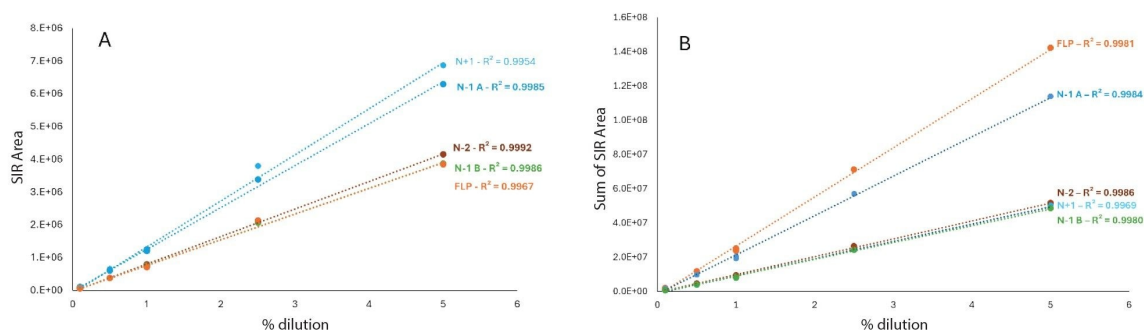 A
SIR Area
8.E+06
7.E+06
6.E+06
5.E+06
4.E+06
3.E+06
2.E+06
1.E+06
0.E+00
0 1 2 3 4 5 6
% dilution
N+1 - R² = 0.9954
N-1 A - R² = 0.9985
N-2 - R² = 0.9992
N-1 B – R² = 0.9986
FLP - R² = 0.9967
B
Sum of SIR Area
1.6E+08
1.4E+08
1.2E+08
1.0E+08
8.0E+07
6.0E+07
4.0E+07
2.0E+07
0.0E+00
0 1 2 3 4 5 6
% dilution
FLP – R² = 0.9981
N-1 A – R² = 0.9984
N-2 – R² = 0.9986
N+1 – R² = 0.9969
N-1 B – R² = 0.9980